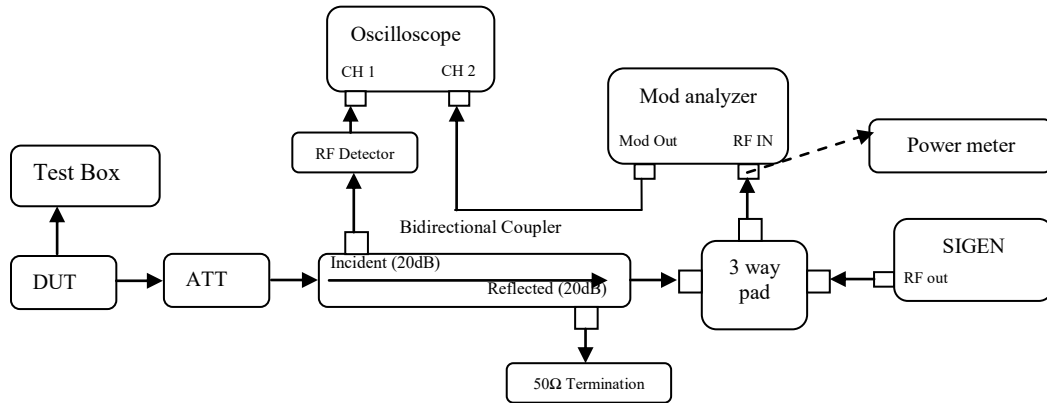 Oscilloscope
CH 1
CH 2
Mod analyzer
Mod Out
RF IN
RF Detector
Power meter
Test Box
Bidirectional Coupler
SIGEN
RF out
DUT
ATT
Incident (20dB)
Reflected (20dB)
3 way
pad
50Ω Termination